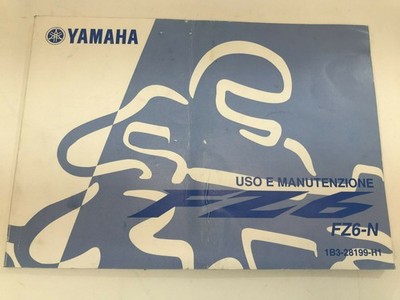 YAMAHA
USO E MANUTENZIONE
FZ6
FZ6-N
1B3-28199-H1